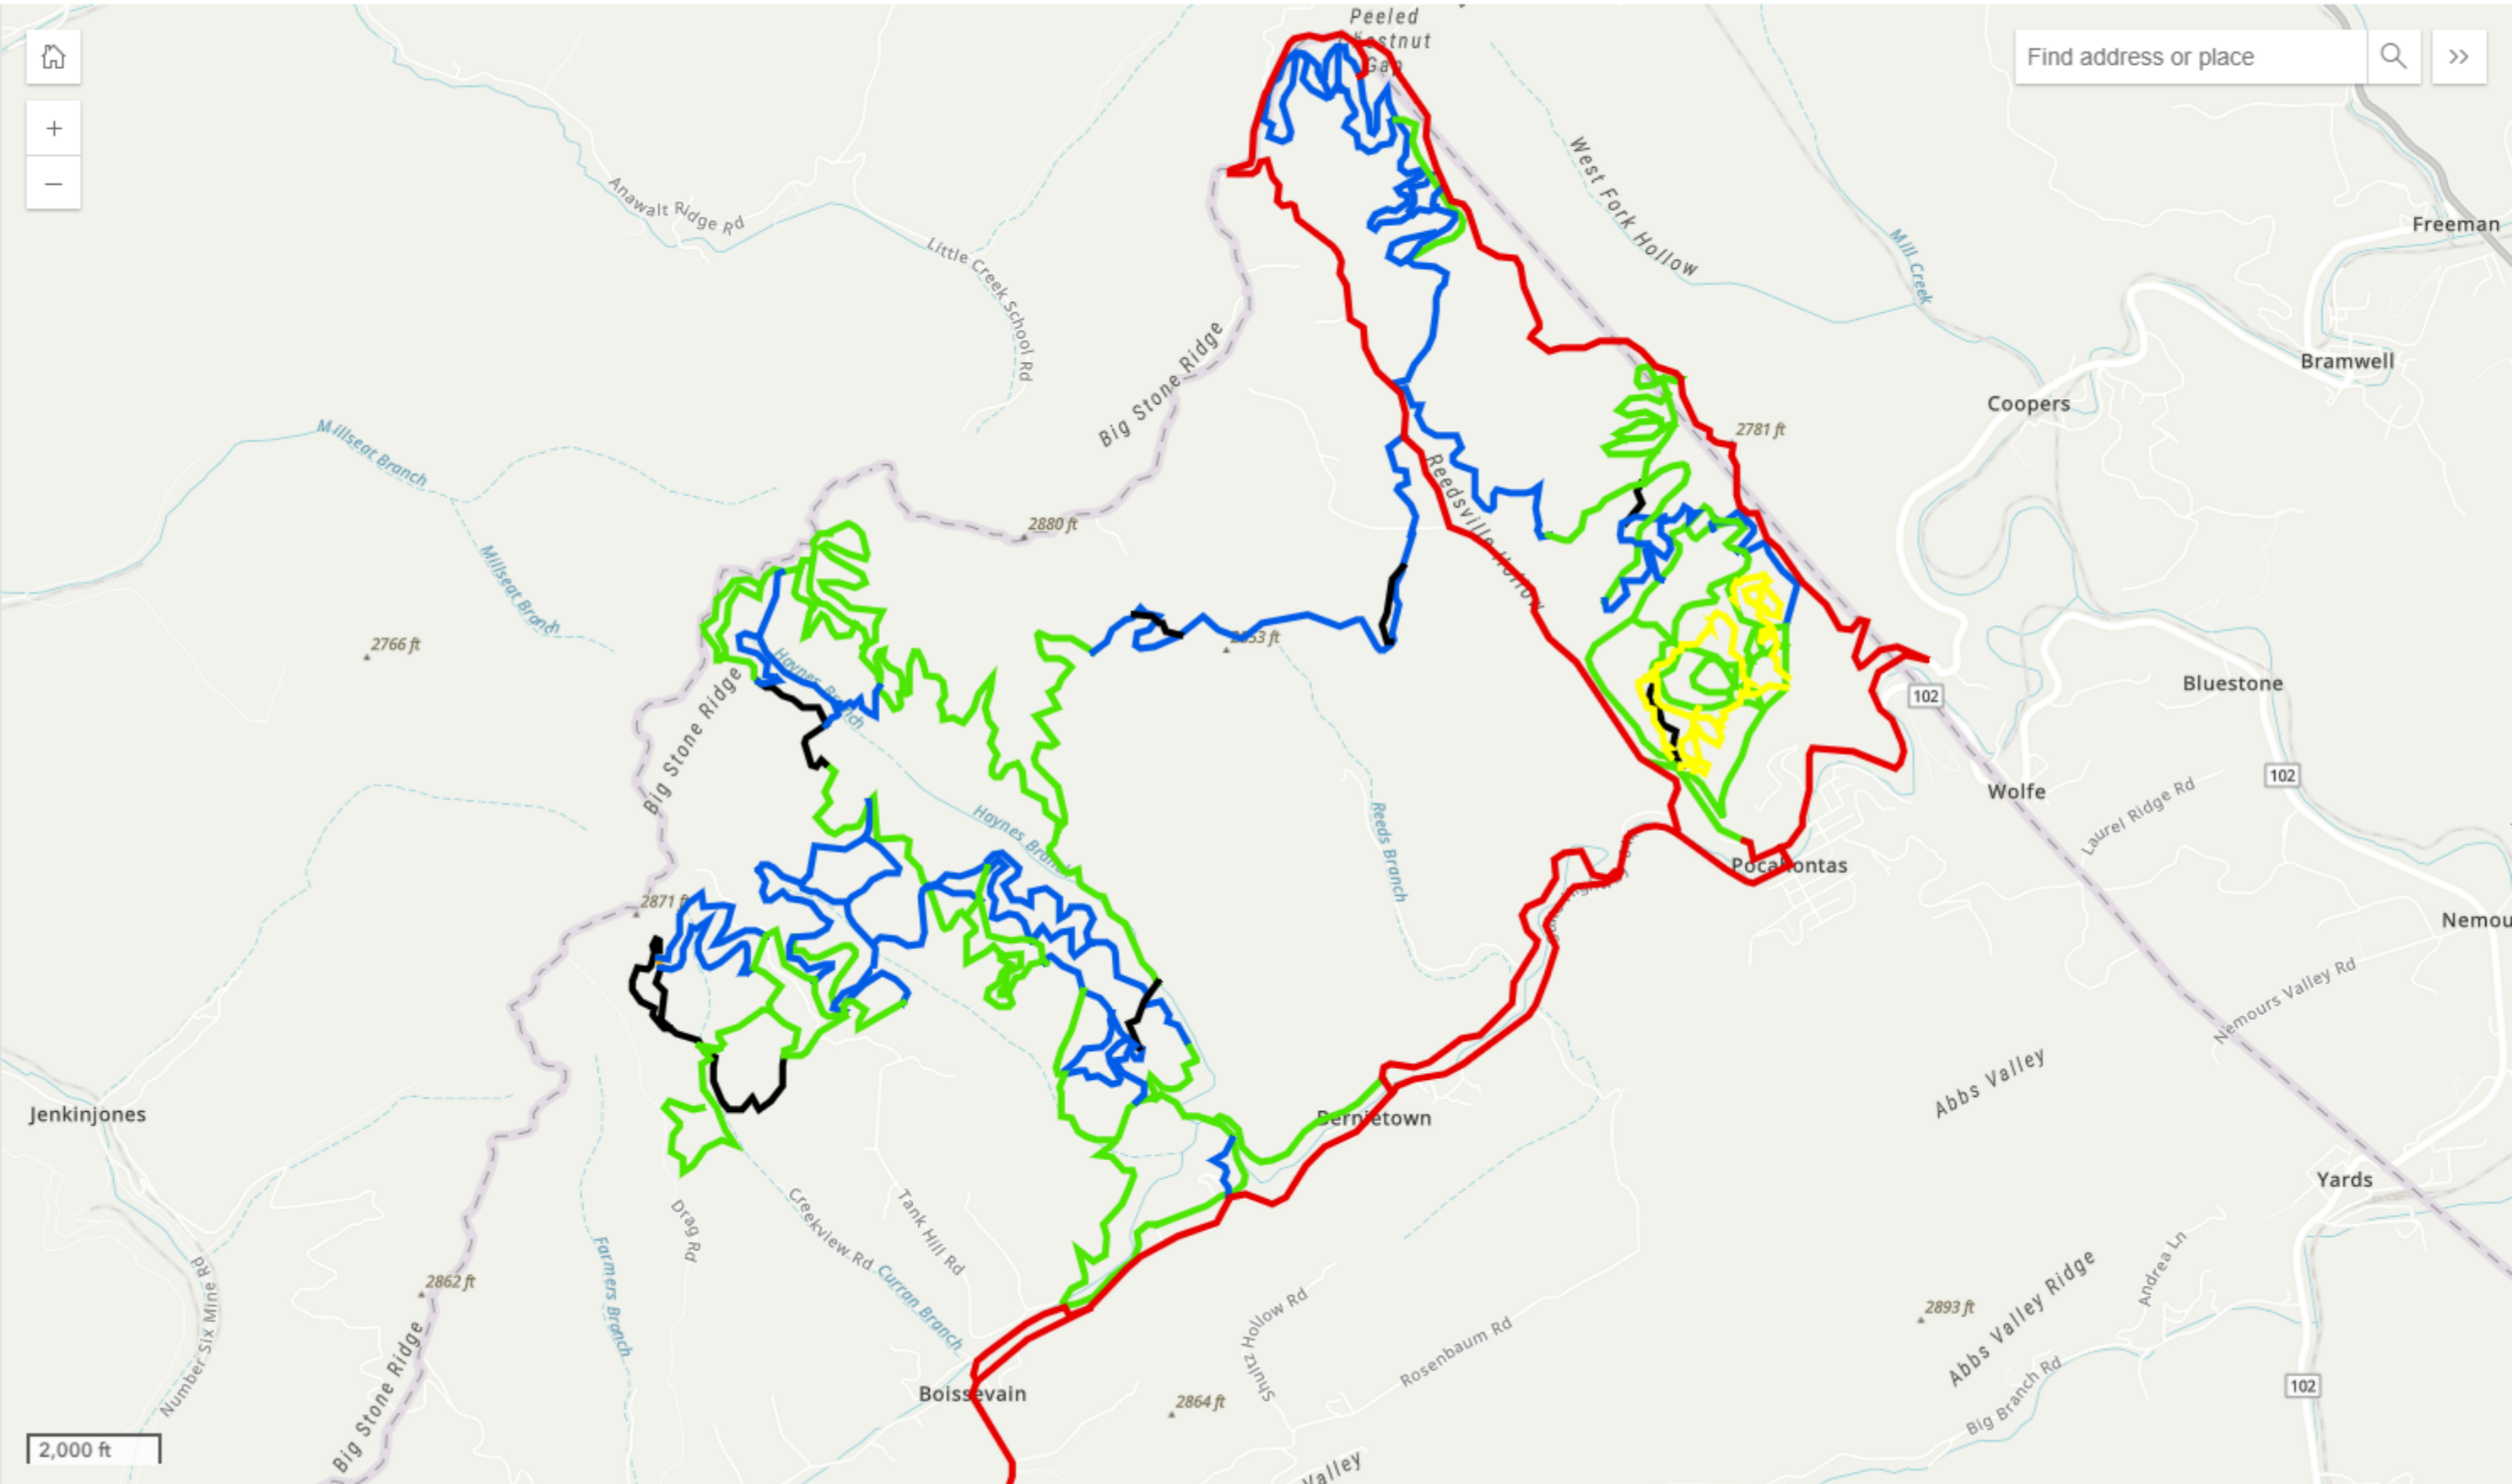 Peeled
Chestnut
Gap
Find address or place
Anawalt Ridge Rd
West Fork Hollow
Freeman
Little Creek School Rd
Mill Creek
Big Stone Ridge
Bramwell
Coopers
2781 ft
Millseat Branch
Reedsville Hollow
2880 ft
Millseat Branch
2766 ft
Haynes Branch
Big Stone Ridge
102
Bluestone
102
Wolfe
Laurel Ridge Rd
Haynes Branch
Reeds Branch
Pocahontas
2871 ft
Nemou
Nemours Valley Rd
Abbs Valley
Jenkinjones
Bernietown
Yards
Drag Rd
Creekview Rd
Tank Hill Rd
Farmers Branch
Curran Branch
Number Six Mine Rd
2862 ft
Big Stone Ridge
Shultz Hollow Rd
Rosenbaum Rd
Andrea Ln
2893 ft
Abbs Valley Ridge
Big Branch Rd
102
Boissevain
2864 ft
Valley
2,000 ft